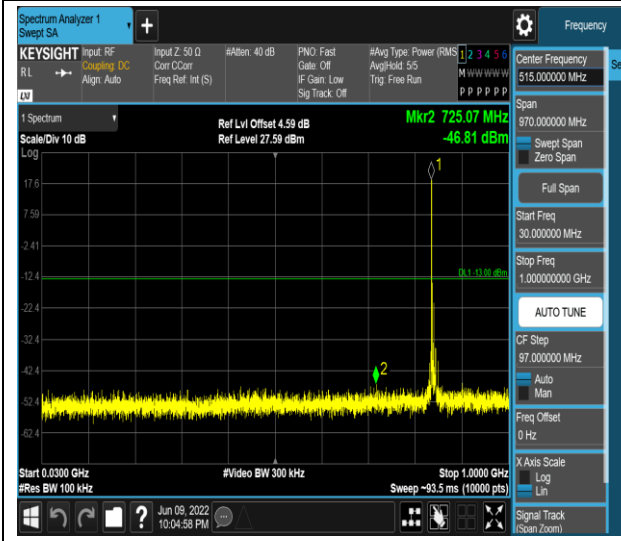 Spectrum Analyzer 1
Swept SA
+
Frequency
KEYSIGHT
RL
LXI
Input: RF
Coupling: DC
Align: Auto
Input Z: 50 Ω
Corr CCorr
Freq Ref: Int (S)
#Atten: 40 dB
PNO: Fast
Gate: Off
IF Gain: Low
Sig Track: Off
#Avg Type: Power (RMS
Avg|Hold: 5/5
Trig: Free Run
1 2 3 4 5 6
M W W W W W
P P P P P P
1 Spectrum
Scale/Div 10 dB
Log
Ref Lvl Offset 4.59 dB
Ref Level 27.59 dBm
Mkr2 725.07 MHz
-46.81 dBm
1
17.6
7.59
-2.41
-12.4
DL1 -13.00 dBm
-22.4
-32.4
-42.4
2
-52.4
-62.4
Start 0.0300 GHz
#Video BW 300 kHz
Stop 1.0000 GHz
#Res BW 100 kHz
Sweep ~93.5 ms (10000 pts)
Jun 09, 2022
10:04:58 PM
?
Center Frequency
515.000000 MHz
Span
970.000000 MHz
Swept Span
Zero Span
Full Span
Start Freq
30.000000 MHz
Stop Freq
1.000000000 GHz
AUTO TUNE
CF Step
97.000000 MHz
Auto
Man
Freq Offset
0 Hz
X Axis Scale
Log
Lin
Signal Track
(Span Zoom)
Se